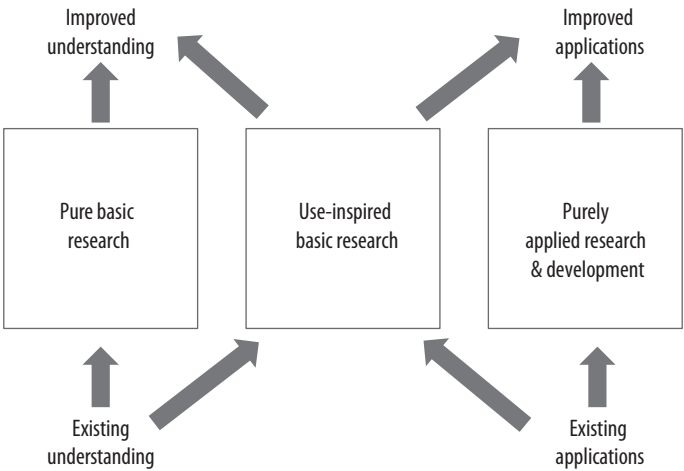 Improved
understanding
Improved
applications
Pure basic
research
Use-inspired
basic research
Purely
applied research
& development
Existing
understanding
Existing
applications